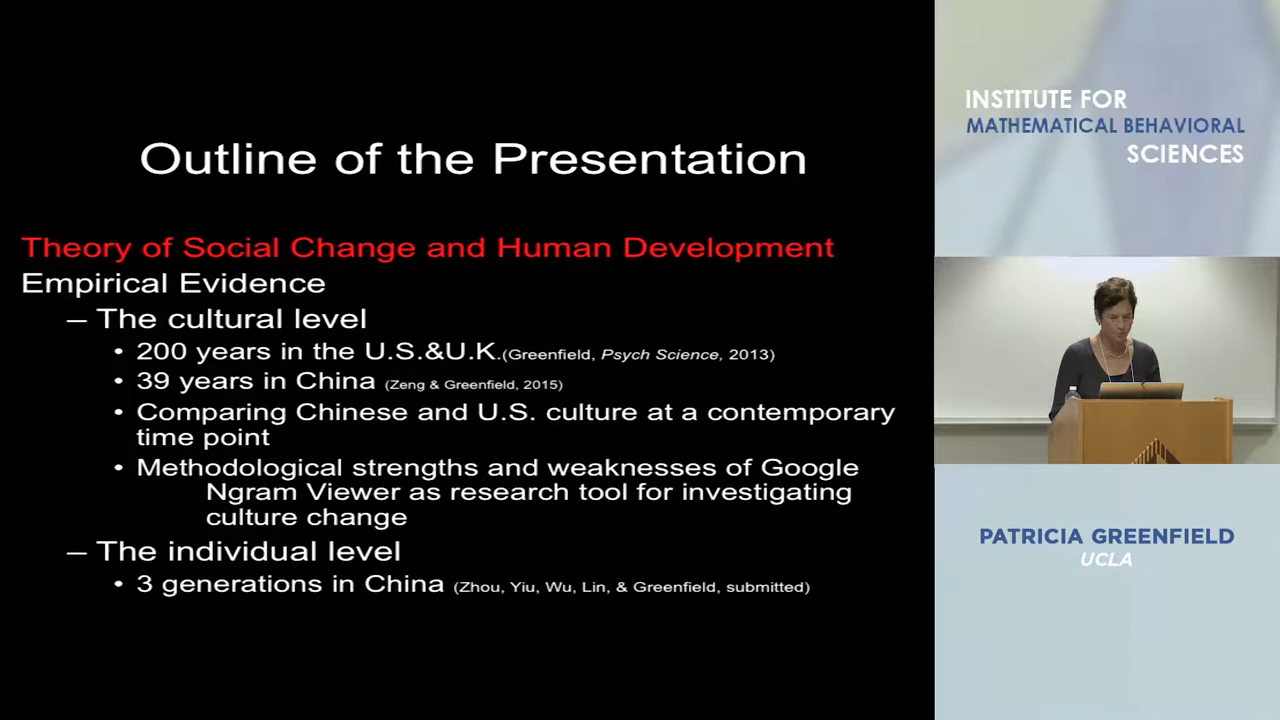 Outline of the Presentation
Theory of Social Change and Human Development
Empirical Evidence
– The cultural level
• 200 years in the U.S.&U.K.(Greenfield, Psych Science, 2013)
• 39 years in China (Zeng & Greenfield, 2015)
• Comparing Chinese and U.S. culture at a contemporary
time point
• Methodological strengths and weaknesses of Google
Ngram Viewer as research tool for investigating
culture change
– The individual level
• 3 generations in China (Zhou, Yiu, Wu, Lin, & Greenfield, submitted)
INSTITUTE FOR
MATHEMATICAL BEHAVIORAL
SCIENCES
PATRICIA GREENFIELD
UCLA